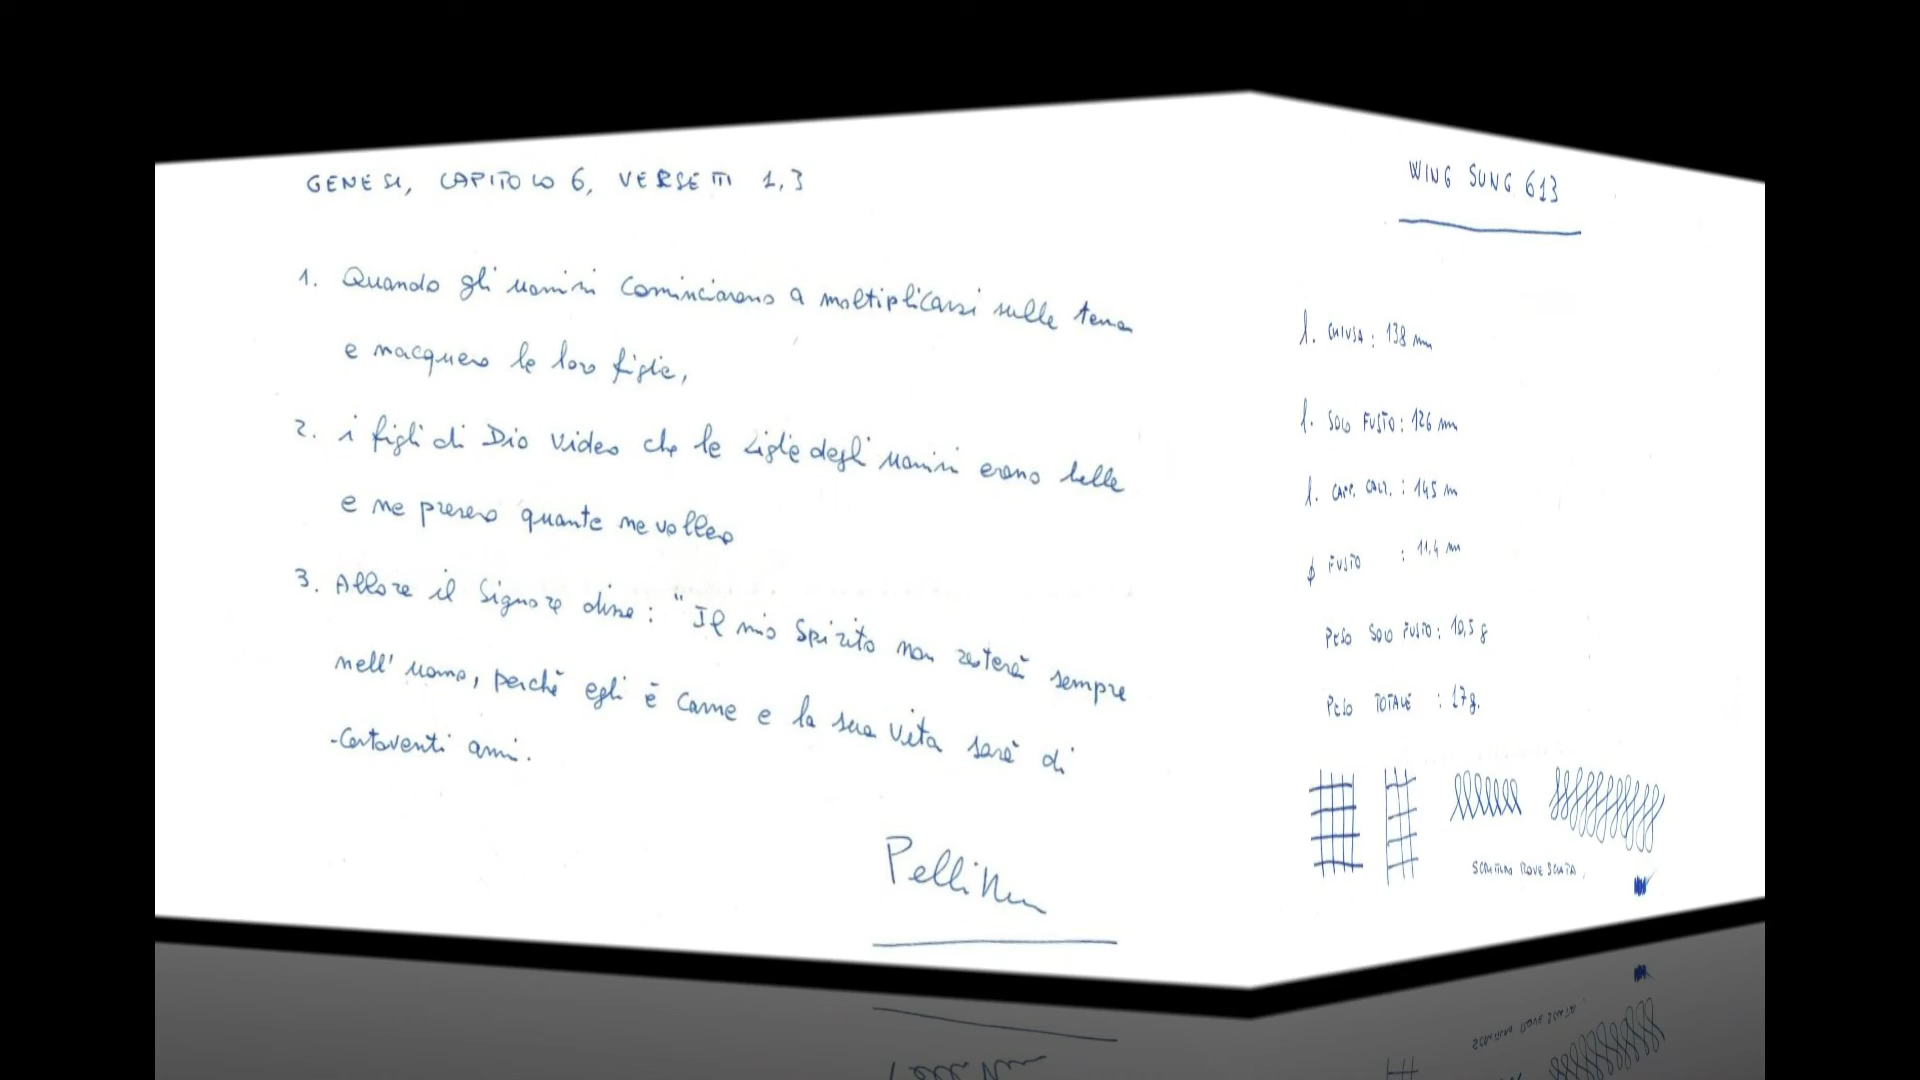 GENESI, CAPITOLO 6, VERSETTI 1,3
1. Quando gli uomini cominciarono a moltiplicarsi sulla terra
e nacquero le loro figlie,
2. i figli di Dio videro che le figlie degli uomini erano belle
e ne presero quante ne vollero
3. Allora il Signore disse: "Il mio Spirito non resterà sempre
nell'uomo, perchè egli è carne e la sua vita sarà di
-Centoventi anni.
WING SUNG 613
l. CHIUSA: 138 mm
l. SOLO FUSTO: 126 mm
l. CAPP. CALZ.: 145 m
ϕ FUSTO : 11,4 mm
PESO SOLO FUSTO: 10,5 g
PESO TOTALE : 17g.
SCRITTURA ROVESCIATA